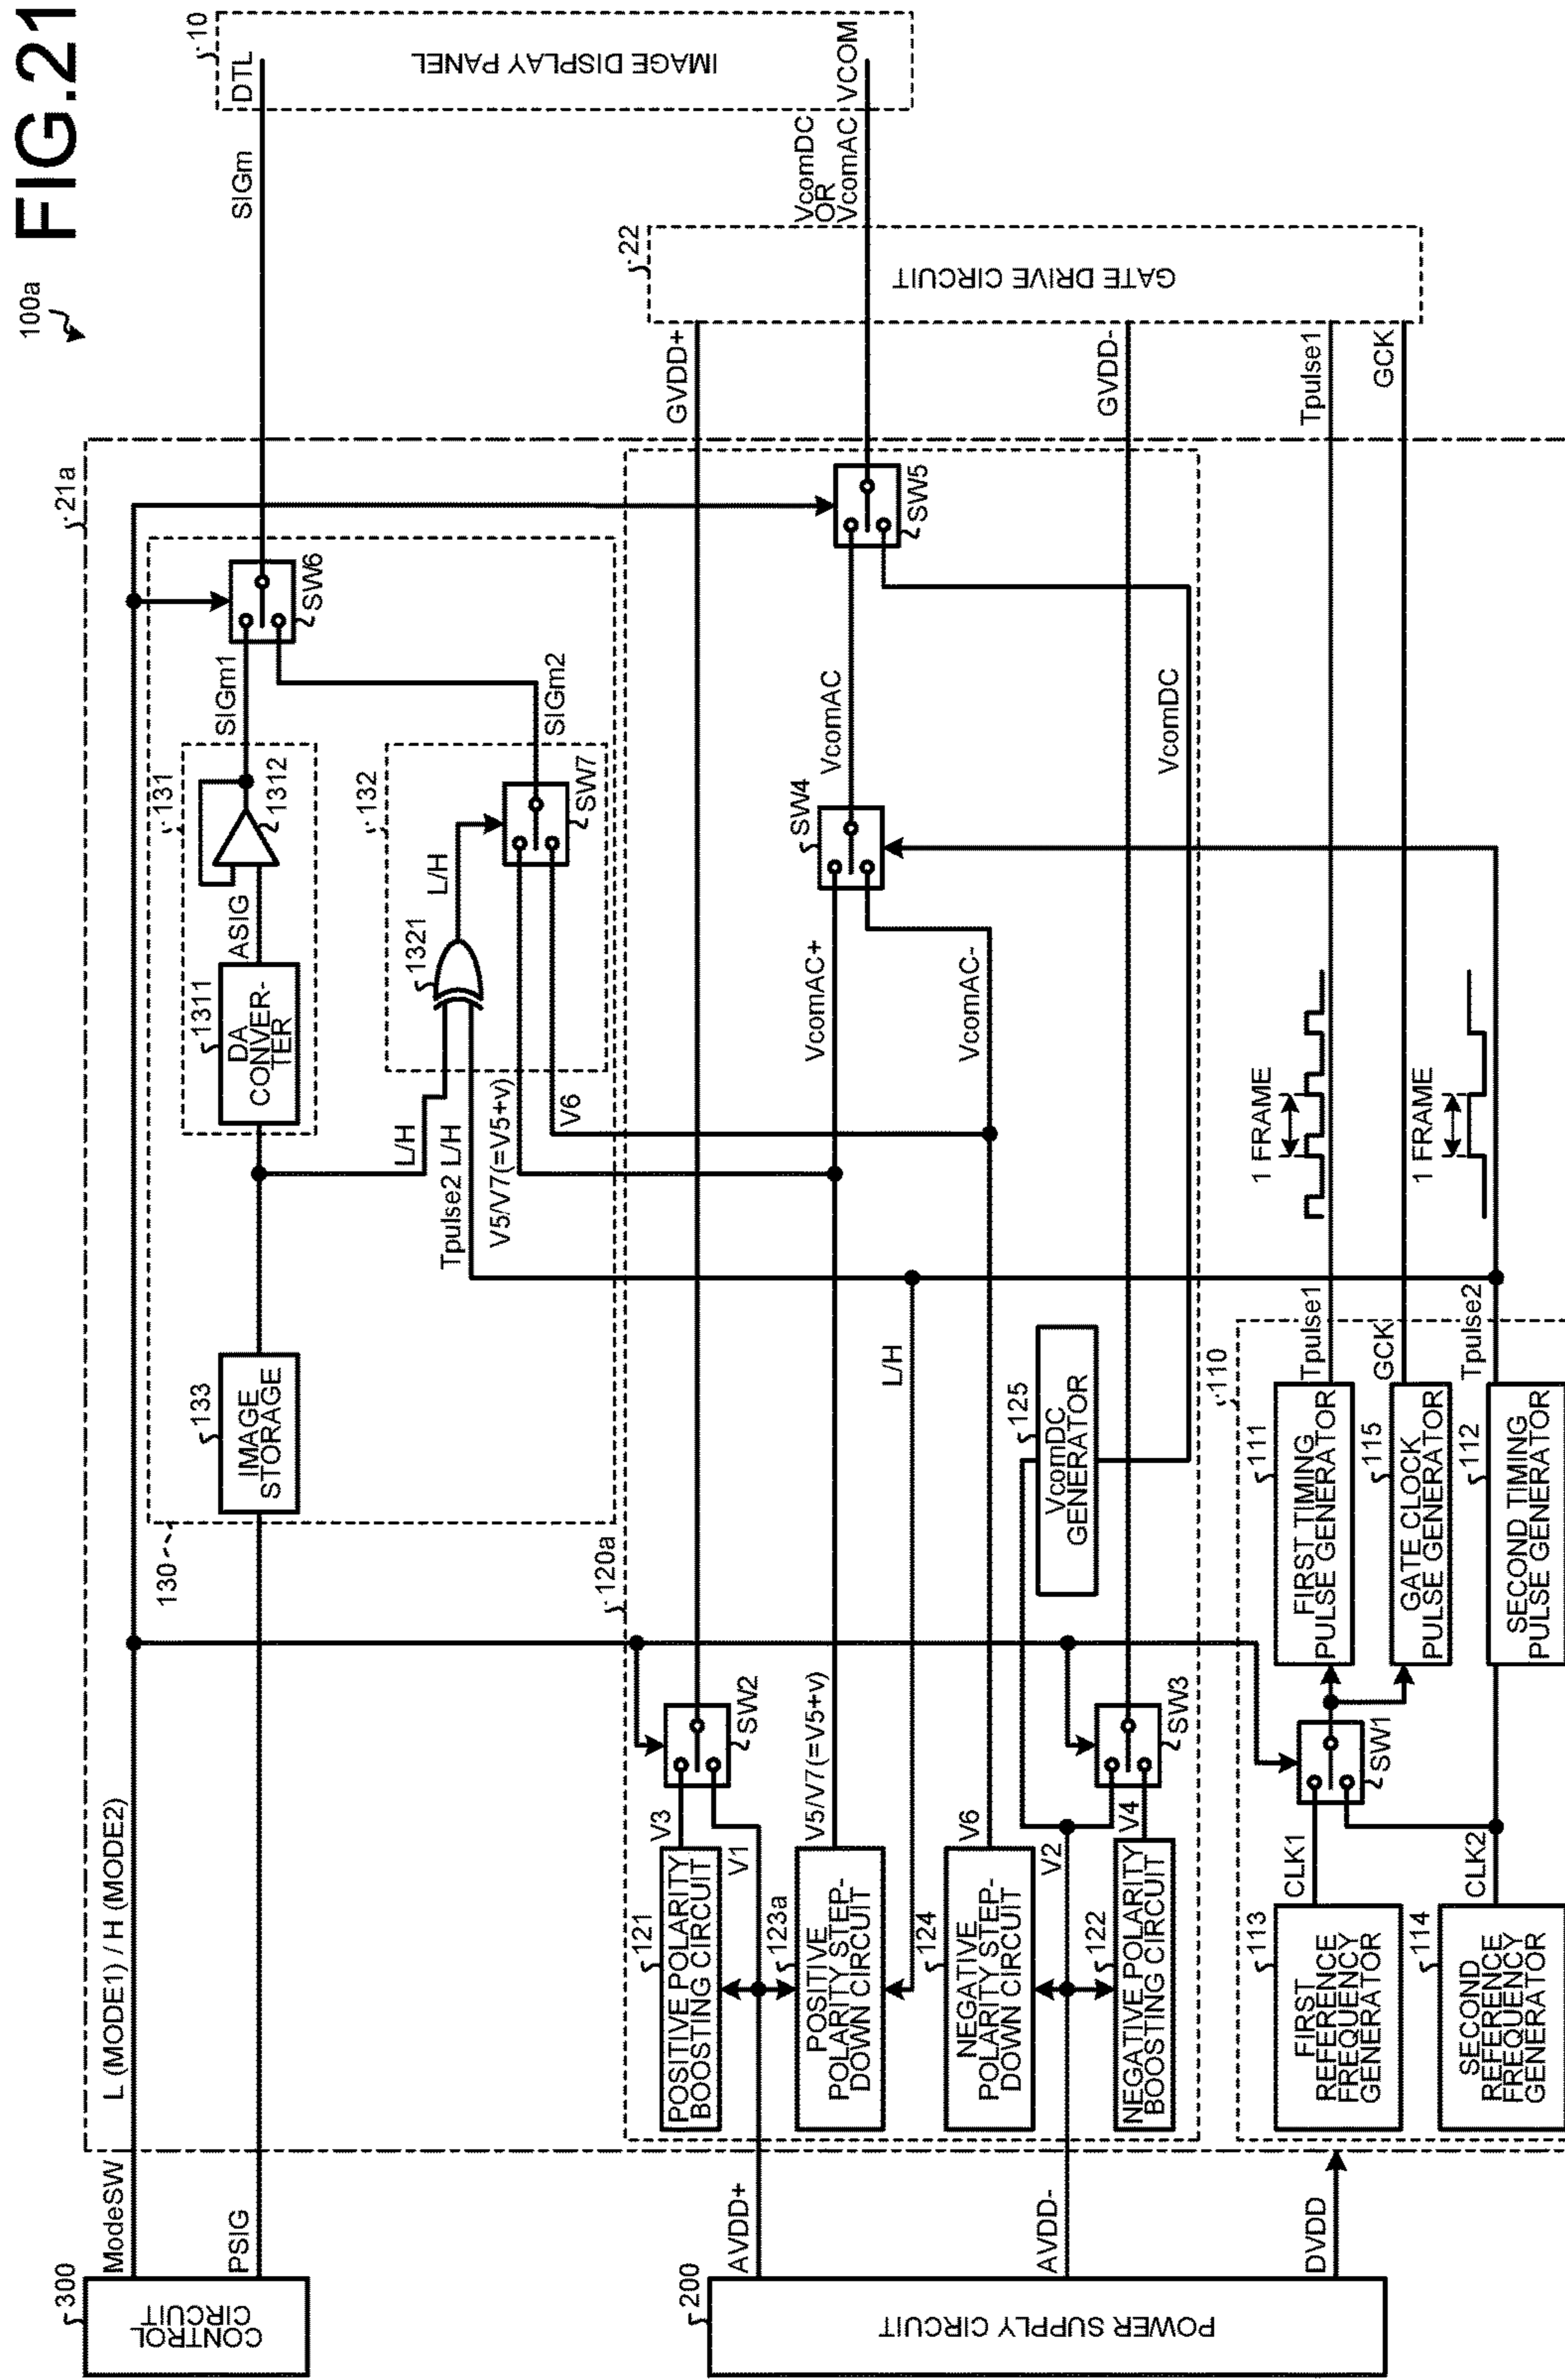 FIG.21
100a
300
CONTROL
CIRCUIT
ModeSW
L (MODE1) / H (MODE2)
PSIG
21a
130
133
IMAGE
STORAGE
131
1311
DA
CONVER-
TER
ASIG
1312
SIGm1
SW6
SIGm
DTL
10
IMAGE DISPLAY PANEL
132
1321
L/H
L/H
Tpulse2 L/H
V5/V7(=V5+v)
V6
SW7
SIGm2
200
POWER SUPPLY CIRCUIT
AVDD+
AVDD-
DVDD
120a
121
POSITIVE POLARITY
BOOSTING CIRCUIT
V3
V1
SW2
GVDD+
123a
POSITIVE
POLARITY STEP-
DOWN CIRCUIT
V5/V7(=V5+v)
L/H
VcomAC+
SW4
VcomAC
SW5
VcomDC
OR
VcomAC
VCOM
22
GATE DRIVE CIRCUIT
124
NEGATIVE
POLARITY STEP-
DOWN CIRCUIT
V6
VcomAC-
125
VcomDC
GENERATOR
VcomDC
122
NEGATIVE POLARITY
BOOSTING CIRCUIT
V2
V4
SW3
GVDD-
110
113
FIRST
REFERENCE
FREQUENCY
GENERATOR
CLK1
SW1
111
FIRST TIMING
PULSE GENERATOR
Tpulse1
1 FRAME
Tpulse1
115
GATE CLOCK
PULSE GENERATOR
GCK
GCK
114
SECOND
REFERENCE
FREQUENCY
GENERATOR
CLK2
112
SECOND TIMING
PULSE GENERATOR
Tpulse2
1 FRAME